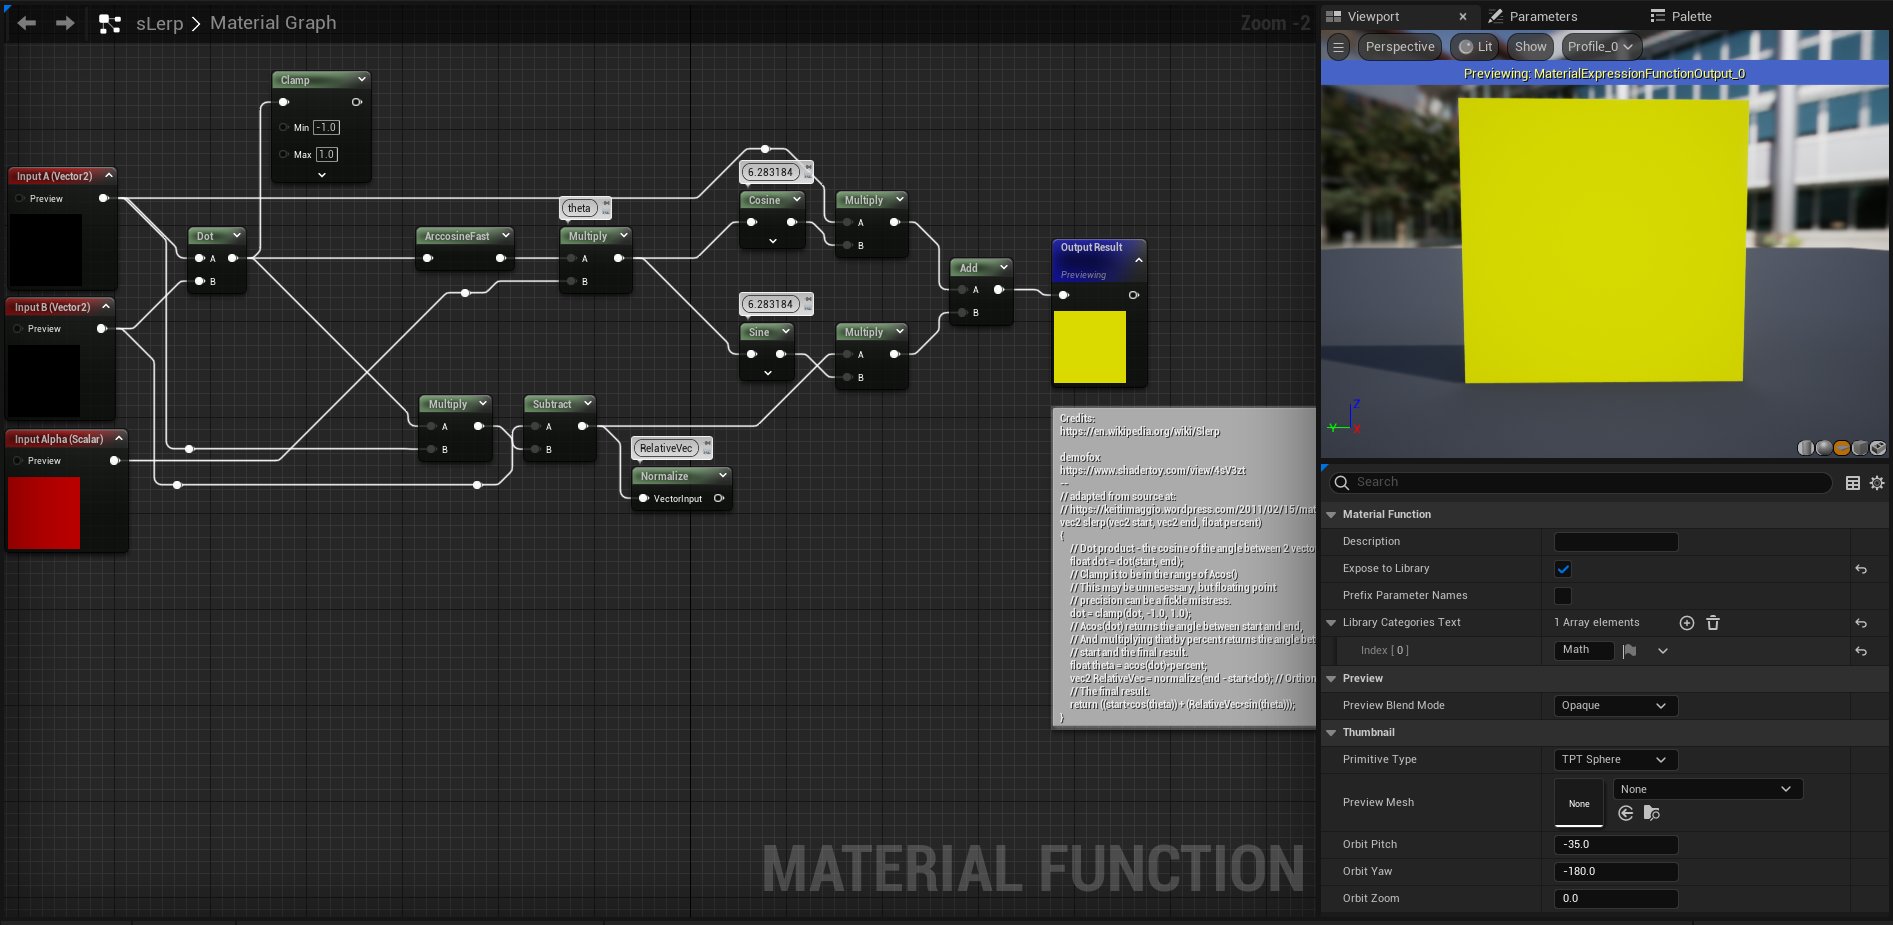 sLerp > Material Graph
Zoom -2
Clamp
Min -1.0
Max 1.0
Input A (Vector2)
Preview
Dot
A
B
Input B (Vector2)
Preview
Input Alpha (Scalar)
Preview
ArccosineFast
theta
Multiply
A
B
6.283184
Cosine
Multiply
A
B
6.283184
Sine
Multiply
A
B
Add
A
B
Output Result
Previewing
Multiply
A
B
Subtract
A
B
RelativeVec
Normalize
VectorInput
Credits:
https://en.wikipedia.org/wiki/Slerp
demofox
https://www.shadertoy.com/view/4sV3zt
--
// adapted from source at:
// https://keithmaggio.wordpress.com/2011/02/15/mat
vec2 slerp(vec2 start, vec2 end, float percent)
{
// Dot product - the cosine of the angle between 2 vecto
float dot = dot(start, end);
// Clamp it to be in the range of Acos()
// This may be unnecessary, but floating point
// precision can be a fickle mistress.
dot = clamp(dot, -1.0, 1.0);
// Acos(dot) returns the angle between start and end,
// And multiplying that by percent returns the angle bet
// start and the final result.
float theta = acos(dot)*percent;
vec2 RelativeVec = normalize(end - start*dot); // Orthon
// The final result.
return ((start*cos(theta)) + (RelativeVec*sin(theta)));
}
MATERIAL FUNCTION
Viewport
Parameters
Palette
Perspective
Lit
Show
Profile_0
Previewing: MaterialExpressionFunctionOutput_0
Z
Y
X
Search
Material Function
Description
Expose to Library
Prefix Parameter Names
Library Categories Text
1 Array elements
Index [ 0 ]
Math
Preview
Preview Blend Mode
Opaque
Thumbnail
Primitive Type
TPT Sphere
Preview Mesh
None
None
Orbit Pitch
-35.0
Orbit Yaw
-180.0
Orbit Zoom
0.0